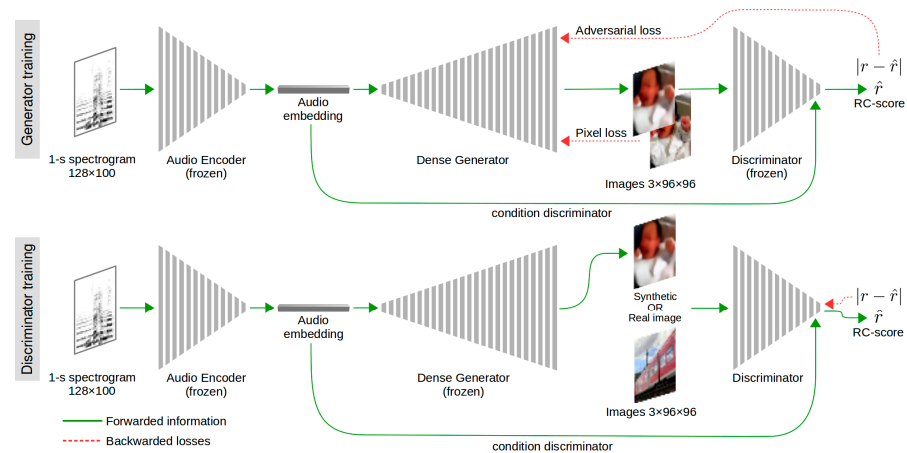 Generator training
Adversarial loss
|r − r̂|
r̂
RC-score
Audio
embedding
Pixel loss
1-s spectrogram
128×100
Audio Encoder
(frozen)
Dense Generator
Discriminator
(frozen)
Images 3×96×96
condition discriminator
Discriminator training
Synthetic
OR
Real image
|r − r̂|
r̂
RC-score
Audio
embedding
1-s spectrogram
128×100
Audio Encoder
(frozen)
Dense Generator
(frozen)
Discriminator
Images 3×96×96
Forwarded information
Backwarded losses
condition discriminator